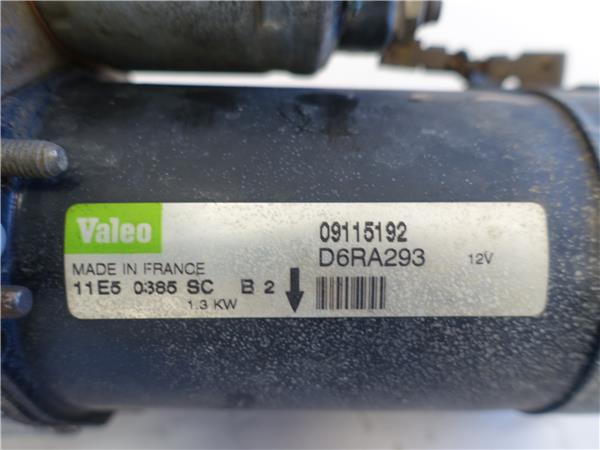 Valeo
09115192
D6RA293 12V
MADE IN FRANCE
11E5 0385 SC B 2
1.3 KW